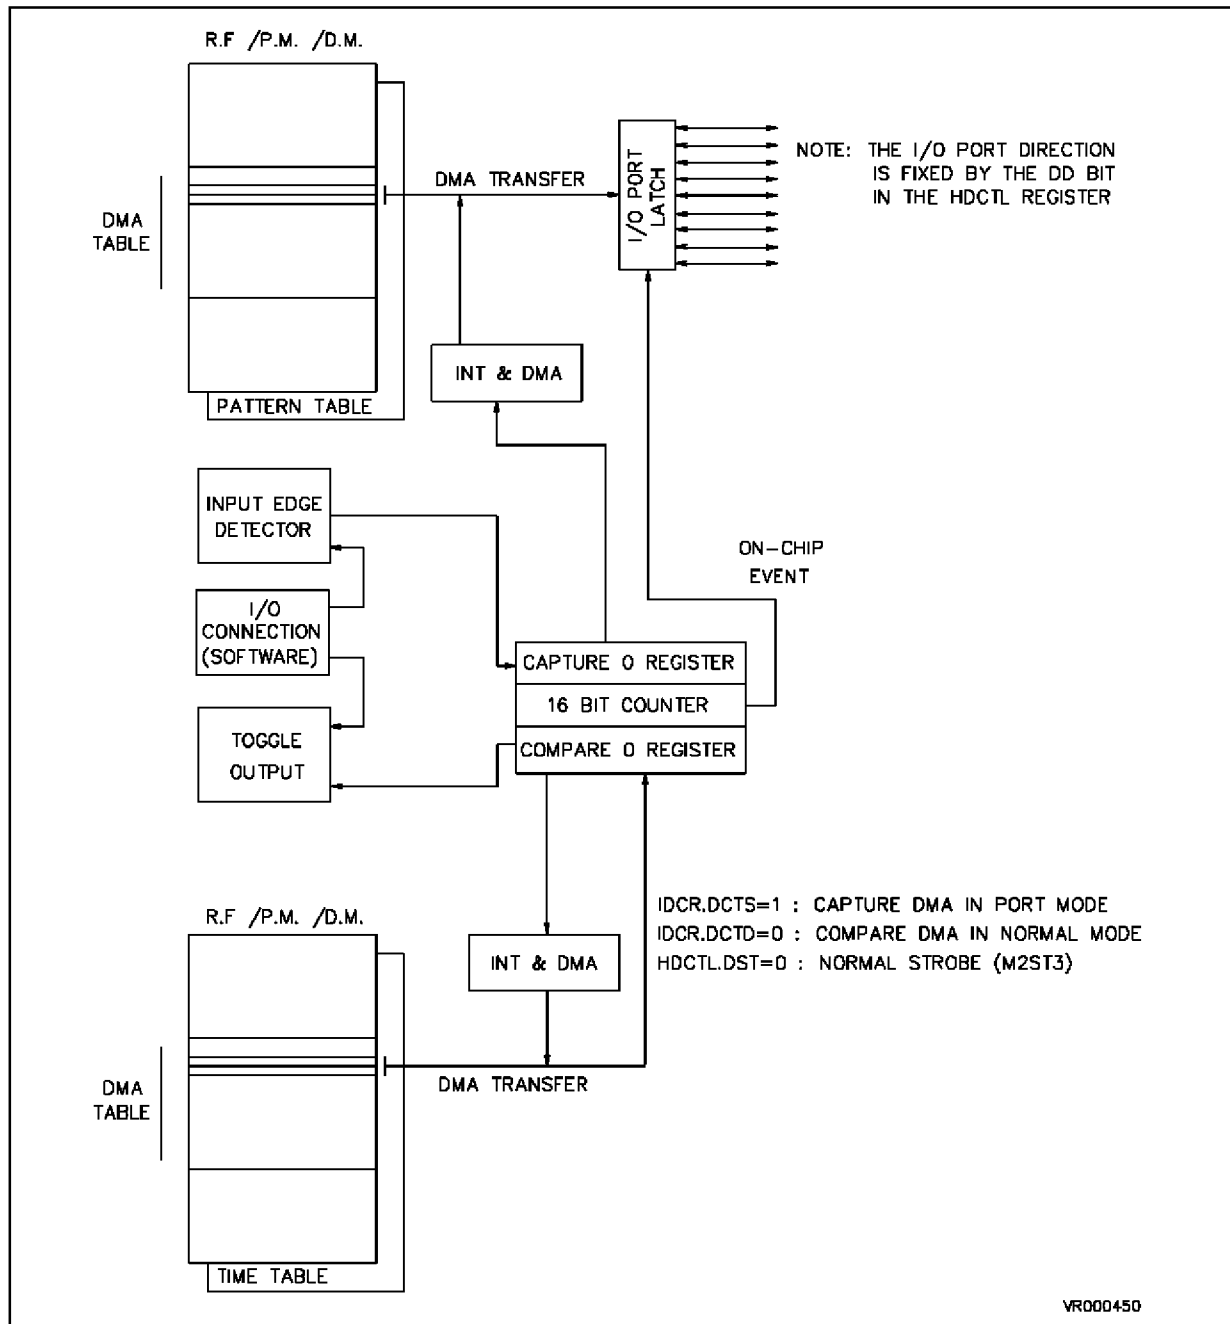 R.F /P.M. /D.M.
DMA
TABLE
PATTERN TABLE
DMA TRANSFER
I/O PORT
LATCH
NOTE: THE I/O PORT DIRECTION
IS FIXED BY THE DD BIT
IN THE HDCTL REGISTER
INT & DMA
INPUT EDGE
DETECTOR
I/O
CONNECTION
(SOFTWARE)
TOGGLE
OUTPUT
ON-CHIP
EVENT
CAPTURE 0 REGISTER
16 BIT COUNTER
COMPARE 0 REGISTER
R.F /P.M. /D.M.
DMA
TABLE
TIME TABLE
INT & DMA
DMA TRANSFER
IDCR.DCTS=1 : CAPTURE DMA IN PORT MODE
IDCR.DCTD=0 : COMPARE DMA IN NORMAL MODE
HDCTL.DST=0 : NORMAL STROBE (M2ST3)
VR000450